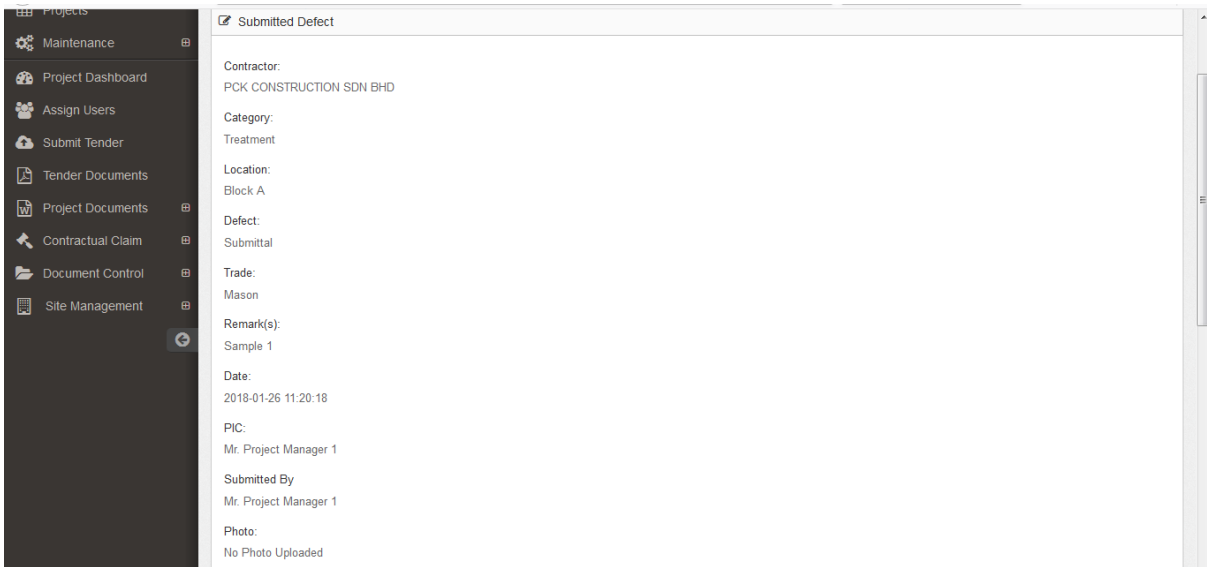 Projects
Maintenance
Project Dashboard
Assign Users
Submit Tender
Tender Documents
Project Documents
Contractual Claim
Document Control
Site Management
Submitted Defect
Contractor:
PCK CONSTRUCTION SDN BHD
Category:
Treatment
Location:
Block A
Defect:
Submittal
Trade:
Mason
Remark(s):
Sample 1
Date:
2018-01-26 11:20:18
PIC:
Mr. Project Manager 1
Submitted By
Mr. Project Manager 1
Photo:
No Photo Uploaded